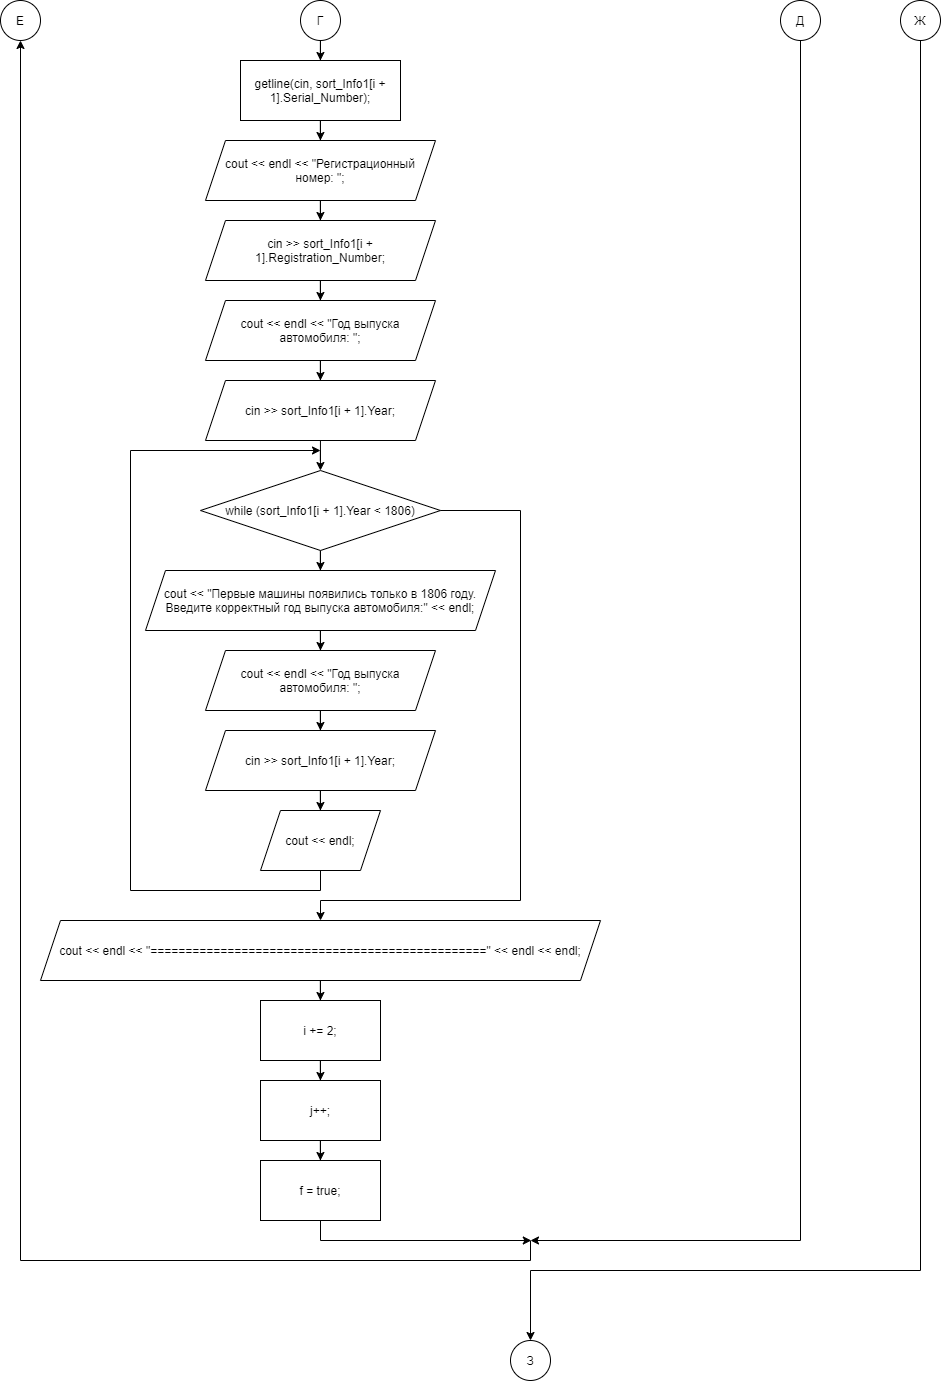 Е
Г
Д
Ж
getline(cin, sort_Info1[i +
1].Serial_Number);
cout << endl << "Регистрационный
номер: ";
cin >> sort_Info1[i +
1].Registration_Number;
cout << endl << "Год выпуска
автомобиля: ";
cin >> sort_Info1[i + 1].Year;
while (sort_Info1[i + 1].Year < 1806)
cout << "Первые машины появились только в 1806 году.
Введите корректный год выпуска автомобиля:" << endl;
cout << endl << "Год выпуска
автомобиля: ";
cin >> sort_Info1[i + 1].Year;
cout << endl;
cout << endl << "================================================" << endl << endl;
i += 2;
j++;
f = true;
З